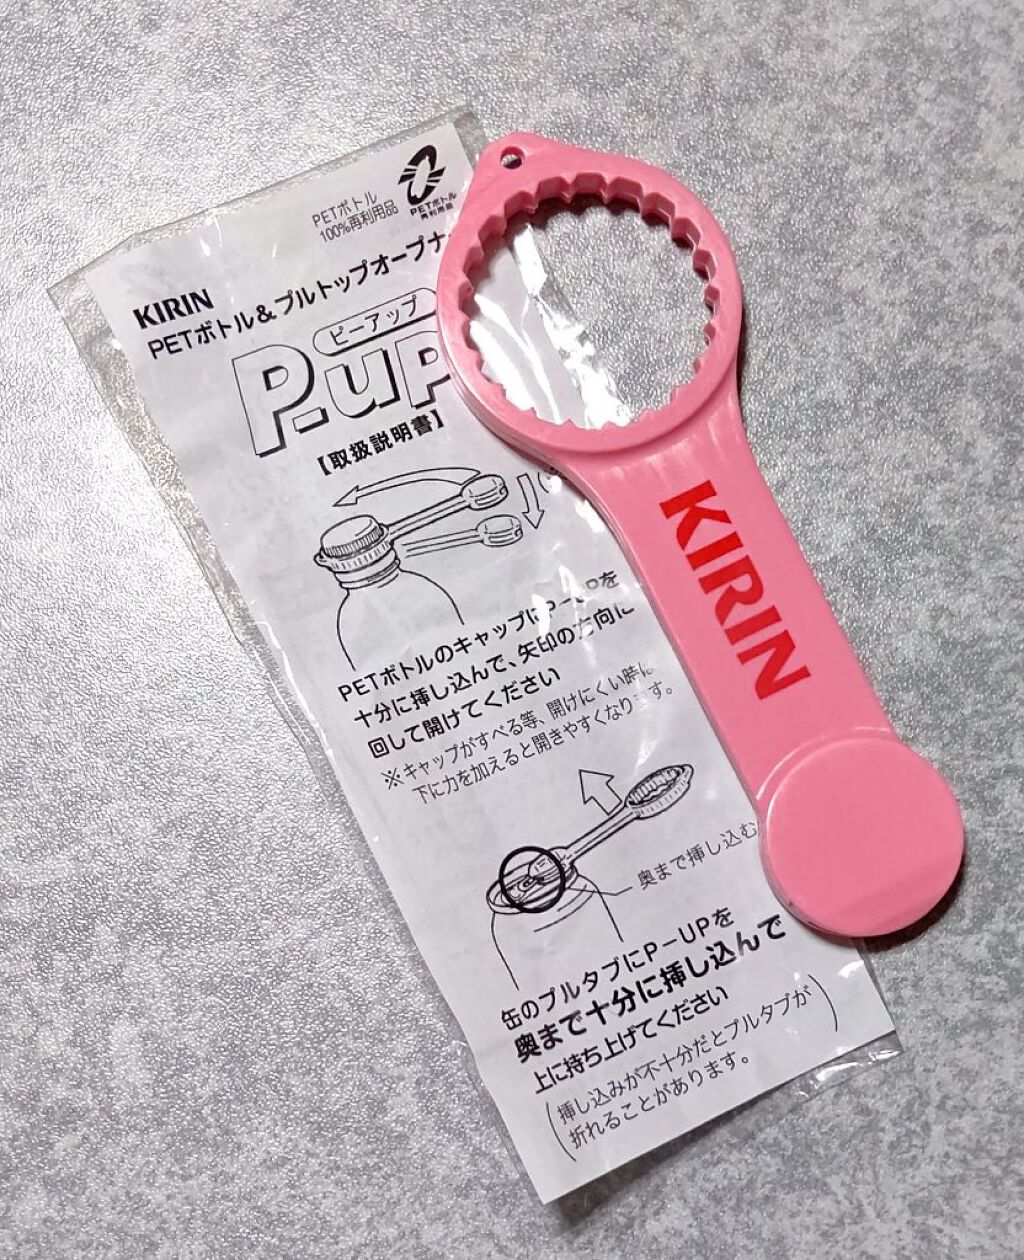 PETボトル
100%再利用品
PETボトル
再利用品
KIRIN
PETボトル&プルトップオープナー
ピーアップ
P-UP
【取扱説明書】
PETボトルのキャップにP-UPを
十分に挿し込んで、矢印の方向に
回して開けてください
※キャップがすべる等、開けにくい時に
下に力を加えると開きやすくなります。
奥まで挿し込む
缶のプルタブにP-UPを
奥まで十分に挿し込んで
上に持ち上げてください
(挿し込みが不十分だとプルタブが
折れることがあります。)
KIRIN